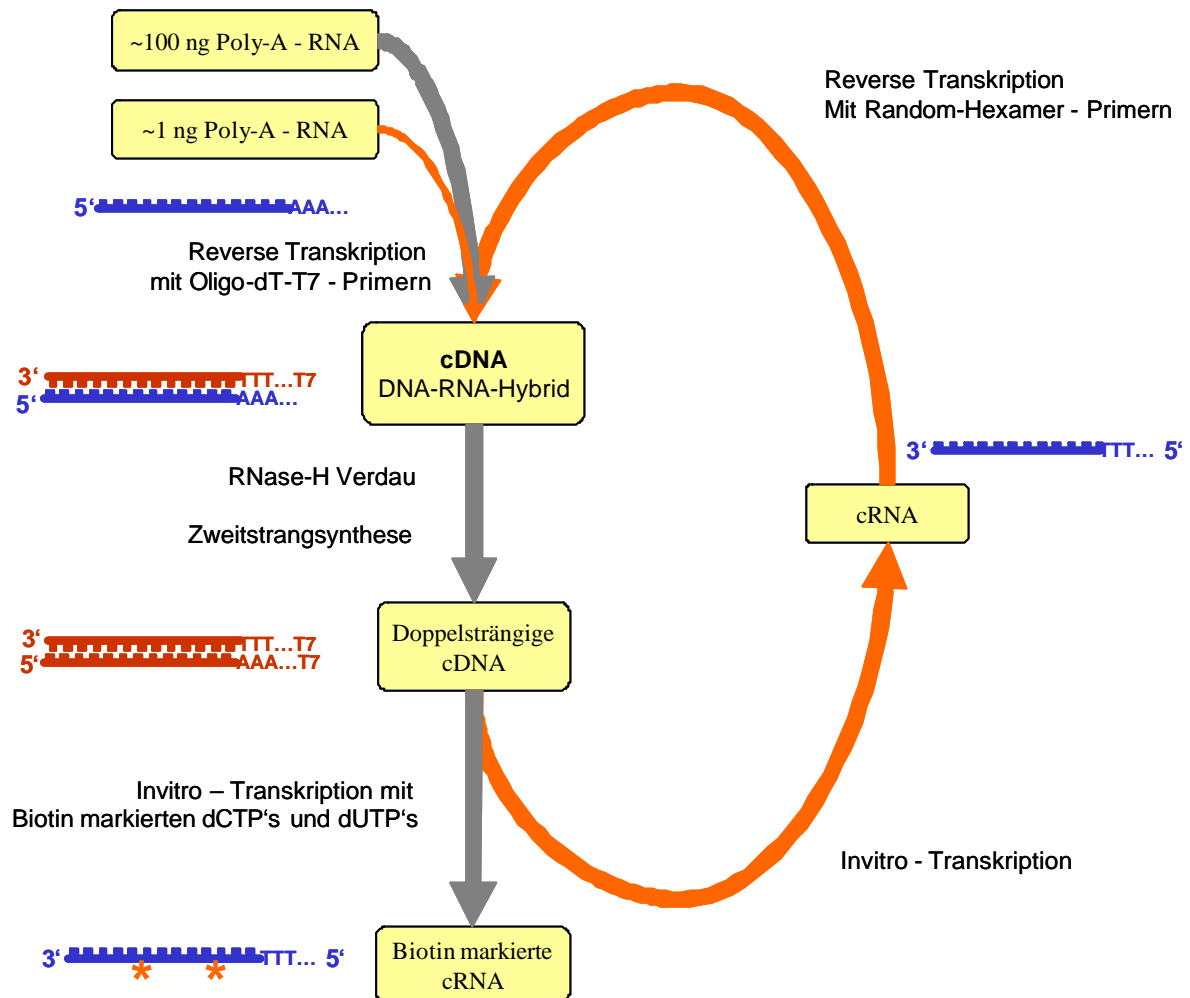 ~100 ng Poly-A - RNA
~1 ng Poly-A - RNA
Reverse Transkription
Mit Random-Hexamer - Primern
5‘ AAA...
Reverse Transkription
mit Oligo-dT-T7 - Primern
cDNA
DNA-RNA-Hybrid
3‘ TTT...T7
5‘ AAA...
RNase-H Verdau
Zweitstrangsynthese
3‘ TTT... 5‘
cRNA
Doppelsträngige
cDNA
3‘ TTT...T7
5‘ AAA...T7
Invitro – Transkription mit
Biotin markierten dCTP‘s und dUTP‘s
Invitro - Transkription
Biotin markierte
cRNA
3‘ TTT... 5‘
* *